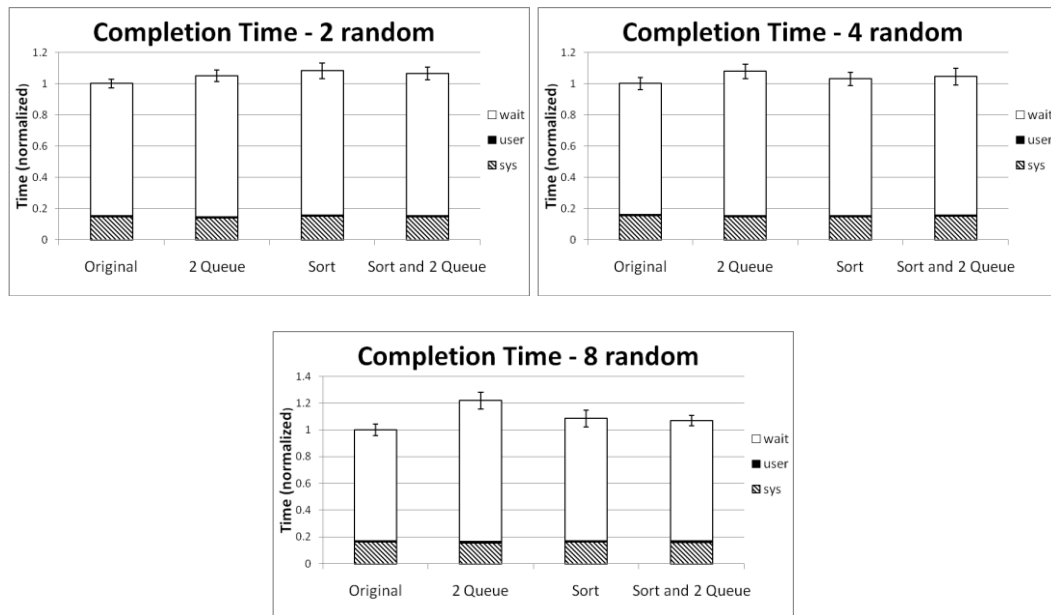 Completion Time - 2 random
Time (normalized)
1.2
1
0.8
0.6
0.4
0.2
0
Original
2 Queue
Sort
Sort and 2 Queue
wait
user
sys
Completion Time - 4 random
Time (normalized)
1.2
1
0.8
0.6
0.4
0.2
0
Original
2 Queue
Sort
Sort and 2 Queue
wait
user
sys
Completion Time - 8 random
Time (normalized)
1.4
1.2
1
0.8
0.6
0.4
0.2
0
Original
2 Queue
Sort
Sort and 2 Queue
wait
user
sys